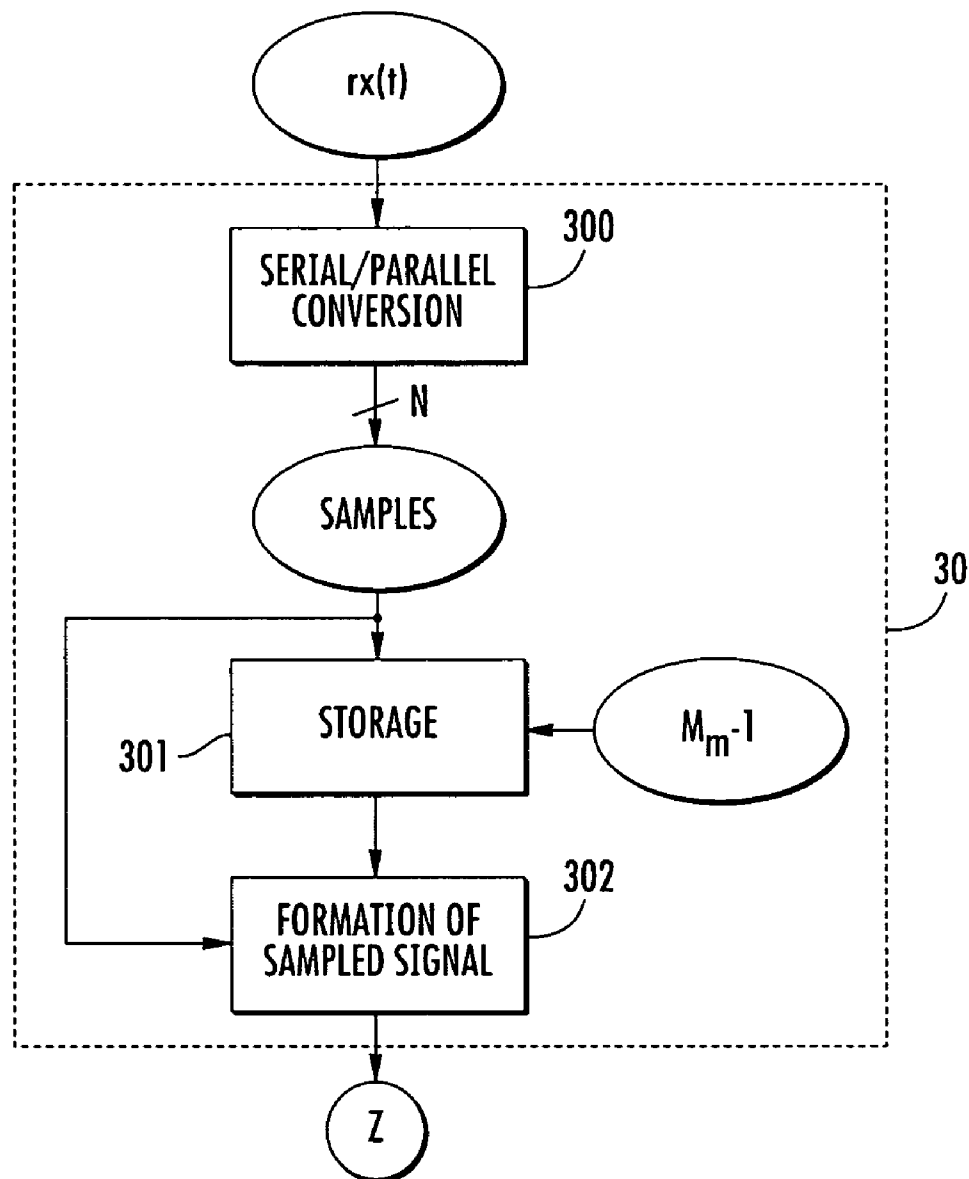 rx(t)
300
SERIAL/PARALLEL
CONVERSION
N
SAMPLES
30
STORAGE
301
Mm-1
302
FORMATION OF
SAMPLED SIGNAL
Z